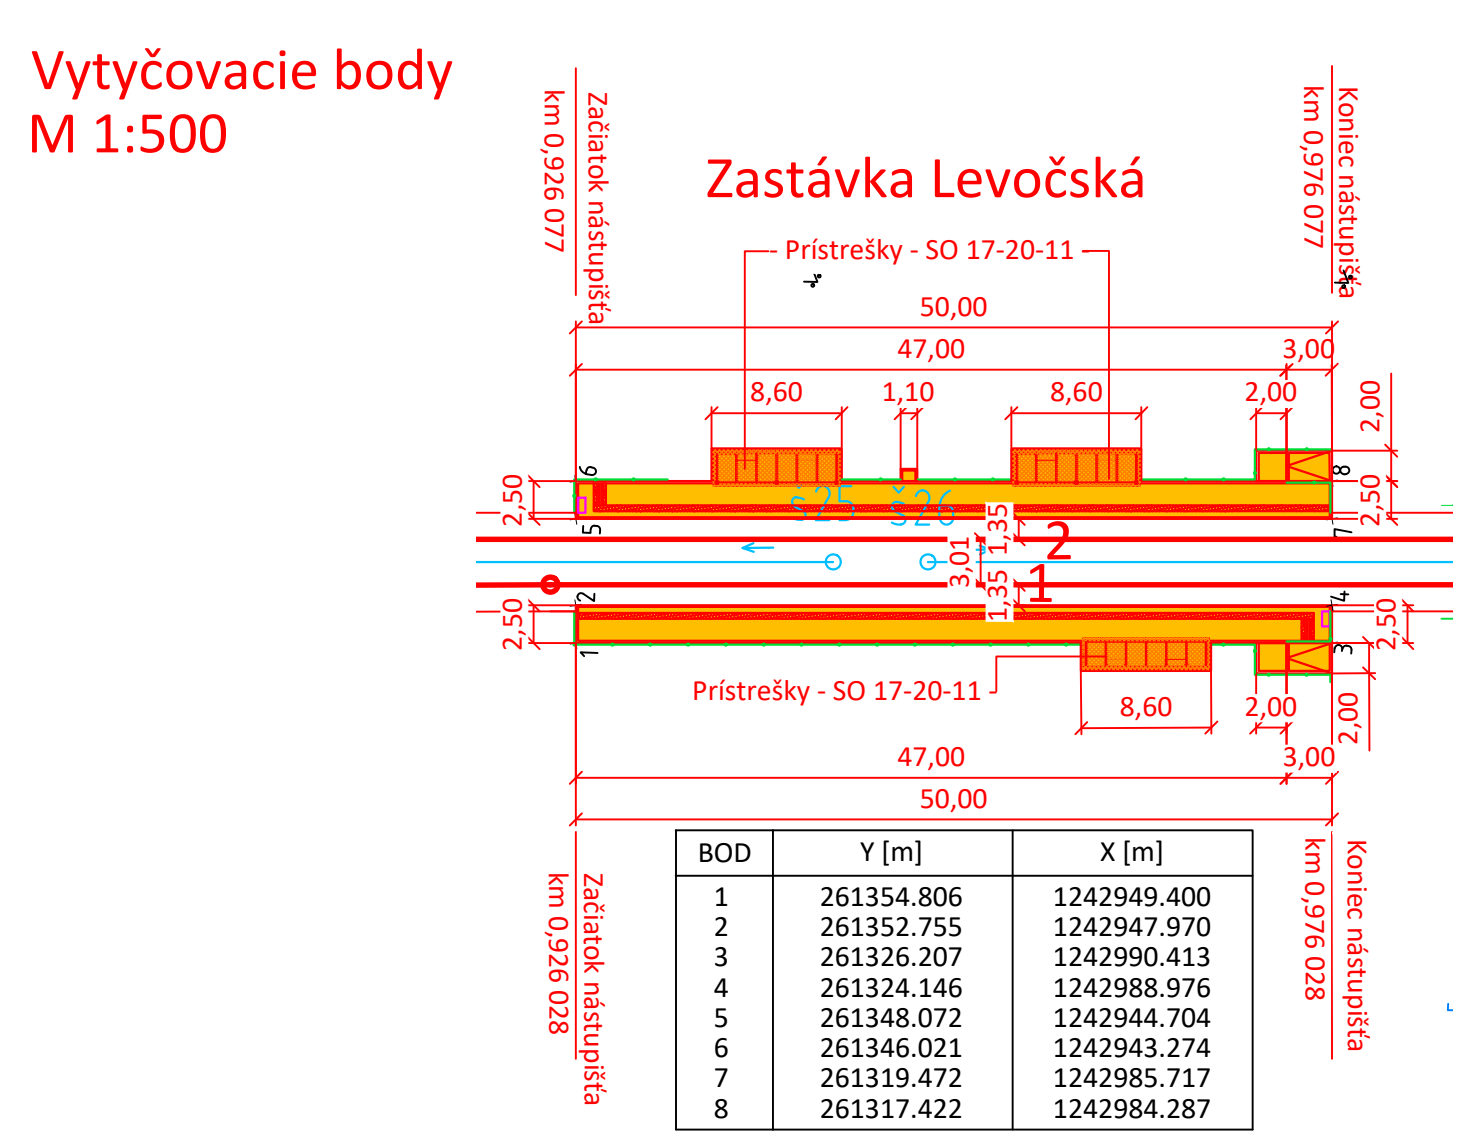 Vytyčovacie body
M 1:500
Začiatok nástupišťa
km 0,926 077
Koniec nástupišťa
km 0,976 077
Zastávka Levočská
Prístrešky - SO 17-20-11
50,00
47,00
3,00
8,60
1,10
8,60
2,00
2,00
6
8
2,50
2,50
š25
š26
5
7
1,35
2
3,01
1
1,35
2
4
2,50
2,50
1
3
Prístrešky - SO 17-20-11
8,60
2,00
2,00
47,00
3,00
50,00
Začiatok nástupišťa
km 0,926 028
Koniec nástupišťa
km 0,976 028
BOD Y [m] X [m]
1 261354.806 1242949.400
2 261352.755 1242947.970
3 261326.207 1242990.413
4 261324.146 1242988.976
5 261348.072 1242944.704
6 261346.021 1242943.274
7 261319.472 1242985.717
8 261317.422 1242984.287